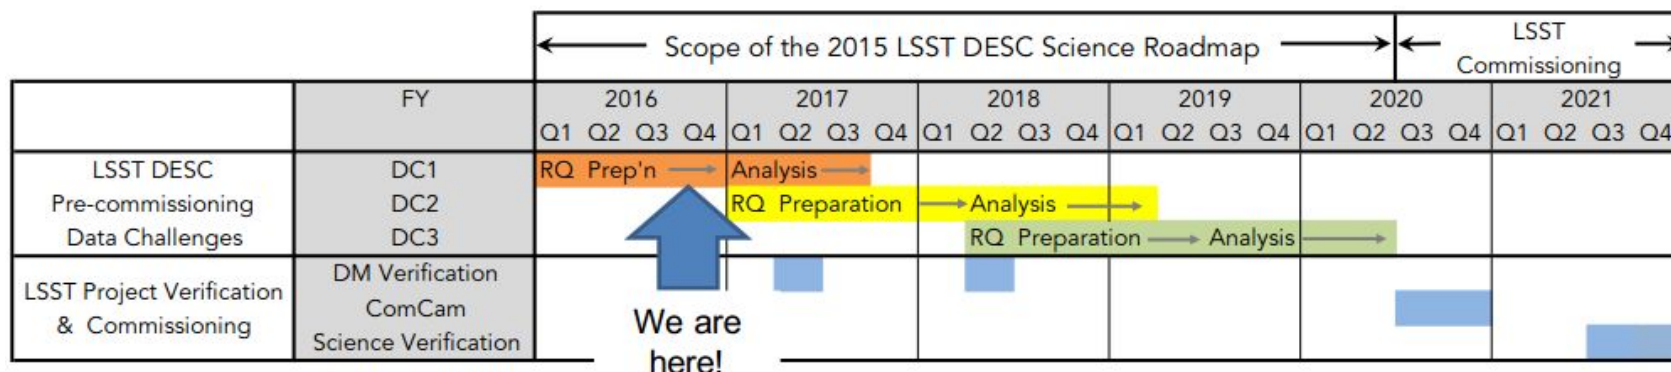 Scope of the 2015 LSST DESC Science Roadmap
LSST
Commissioning
FY 2016 2017 2018 2019 2020 2021
Q1 Q2 Q3 Q4 Q1 Q2 Q3 Q4 Q1 Q2 Q3 Q4 Q1 Q2 Q3 Q4 Q1 Q2 Q3 Q4 Q1 Q2 Q3 Q4
LSST DESC DC1 RQ Prep'n Analysis
Pre-commissioning DC2 RQ Preparation Analysis
Data Challenges DC3 RQ Preparation Analysis
LSST Project Verification
& Commissioning
DM Verification
ComCam
Science Verification
We are
here!